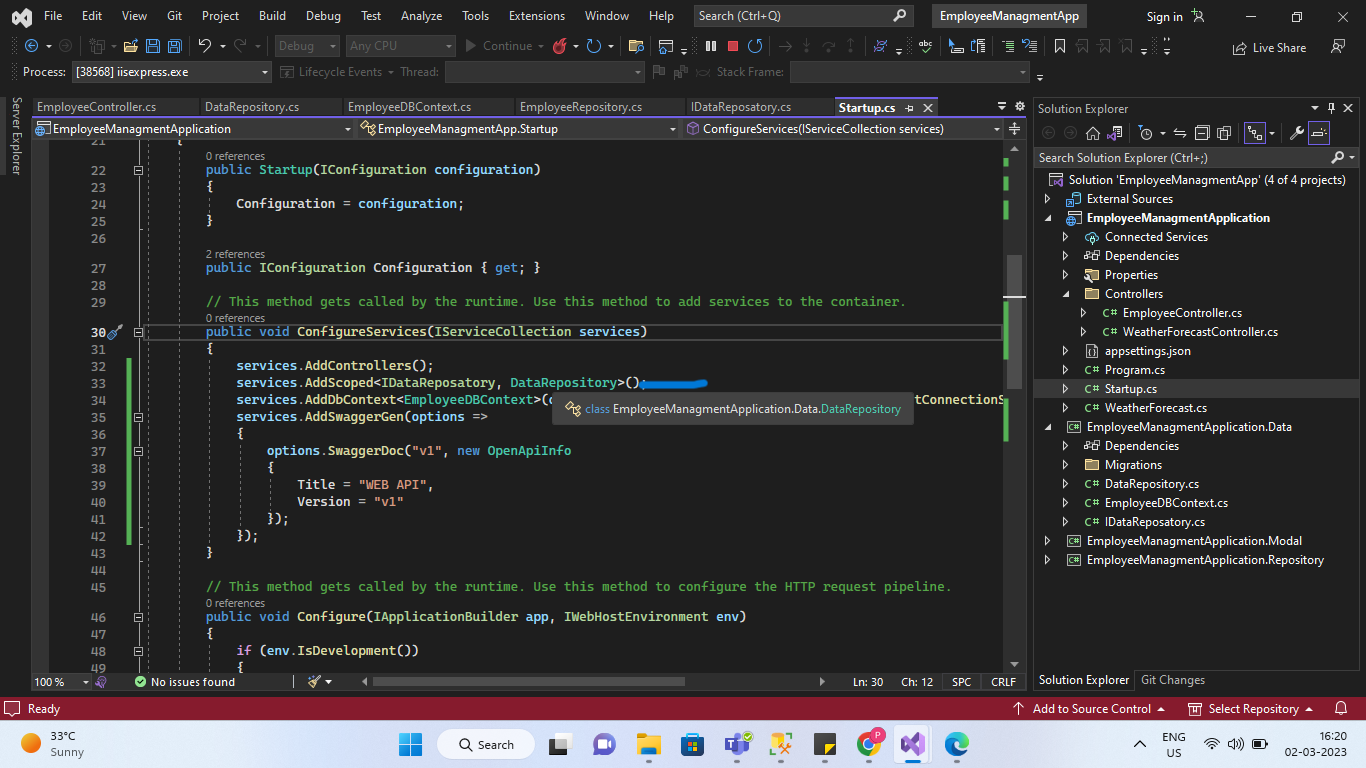 File Edit View Git Project Build Debug Test Analyze Tools Extensions Window Help Search (Ctrl+Q) EmployeeManagmentApp Sign in
Debug Any CPU Continue Live Share
Process: [38568] iisexpress.exe Lifecycle Events Thread: Stack Frame:
Server Explorer
EmployeeController.cs DataRepository.cs EmployeeDBContext.cs EmployeeRepository.cs IDataReposatory.cs Startup.cs
EmployeeManagmentApplication EmployeeManagmentApp.Startup ConfigureServices(IServiceCollection services)
21 {
0 references
22 public Startup(IConfiguration configuration)
23 {
24 Configuration = configuration;
25 }
26
2 references
27 public IConfiguration Configuration { get; }
28
29 // This method gets called by the runtime. Use this method to add services to the container.
0 references
30 public void ConfigureServices(IServiceCollection services)
31 {
32 services.AddControllers();
33 services.AddScoped<IDataReposatory, DataRepository>();
34 services.AddDbContext<EmployeeDBContext>(o tConnectionS
class EmployeeManagmentApplication.Data.DataRepository
35 services.AddSwaggerGen(options =>
36 {
37 options.SwaggerDoc("v1", new OpenApiInfo
38 {
39 Title = "WEB API",
40 Version = "v1"
41 });
42 });
43 }
44
45 // This method gets called by the runtime. Use this method to configure the HTTP request pipeline.
0 references
46 public void Configure(IApplicationBuilder app, IWebHostEnvironment env)
47 {
48 if (env.IsDevelopment())
49 {
100 % No issues found Ln: 30 Ch: 12 SPC CRLF
Solution Explorer
Search Solution Explorer (Ctrl+;)
Solution 'EmployeeManagmentApp' (4 of 4 projects)
External Sources
EmployeeManagmentApplication
Connected Services
Dependencies
Properties
Controllers
C# EmployeeController.cs
C# WeatherForecastController.cs
appsettings.json
C# Program.cs
C# Startup.cs
C# WeatherForecast.cs
C# EmployeeManagmentApplication.Data
Dependencies
Migrations
C# DataRepository.cs
C# EmployeeDBContext.cs
C# IDataReposatory.cs
C# EmployeeManagmentApplication.Modal
C# EmployeeManagmentApplication.Repository
Solution Explorer Git Changes
Ready Add to Source Control Select Repository
33°C
Sunny
Search
P
ENG
US
16:20
02-03-2023